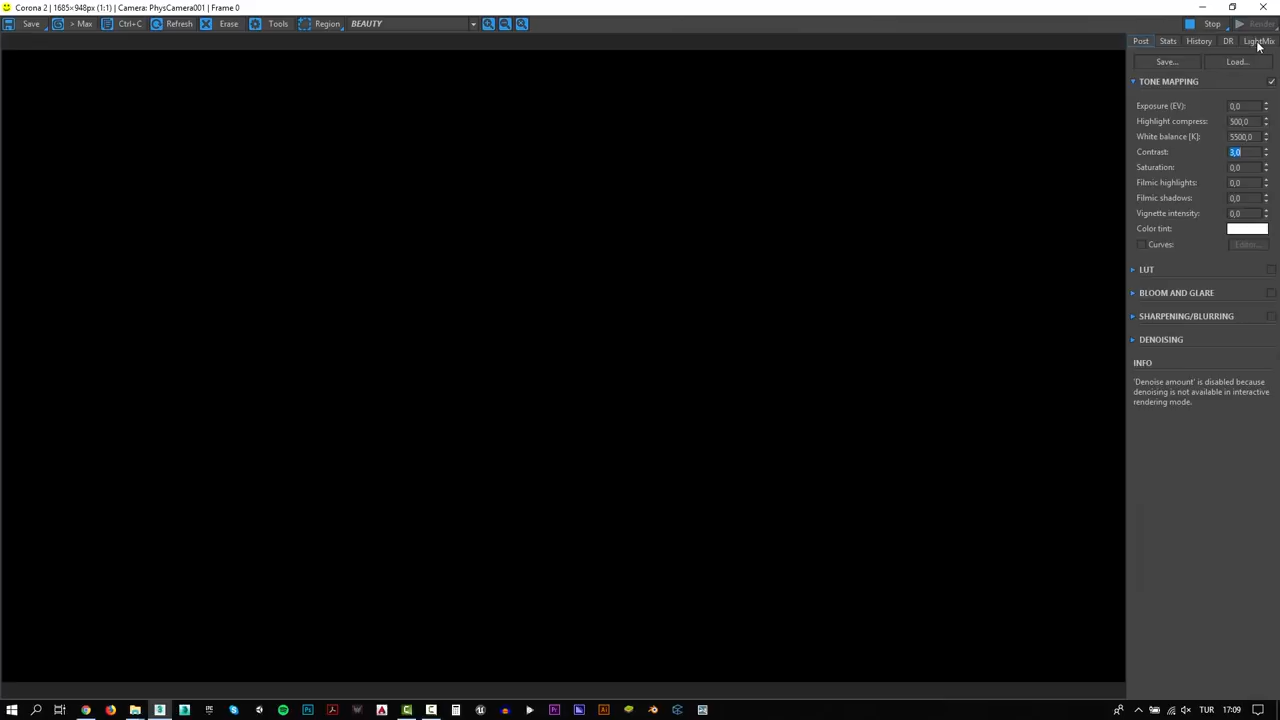 Corona 2 | 1685×948px (1:1) | Camera: PhysCamera001 | Frame 0
Save > Max Ctrl+C Refresh Erase Tools Region BEAUTY Stop Render
Post Stats History DR LightMix
Save... Load...
TONE MAPPING
Exposure (EV): 0,0
Highlight compress: 500,0
White balance [K]: 5500,0
Contrast: 3,0
Saturation: 0,0
Filmic highlights: 0,0
Filmic shadows: 0,0
Vignette intensity: 0,0
Color tint:
Curves: Editor...
LUT
BLOOM AND GLARE
SHARPENING/BLURRING
DENOISING
INFO
'Denoise amount' is disabled because
denoising is not available in interactive
rendering mode.
TUR 17:09